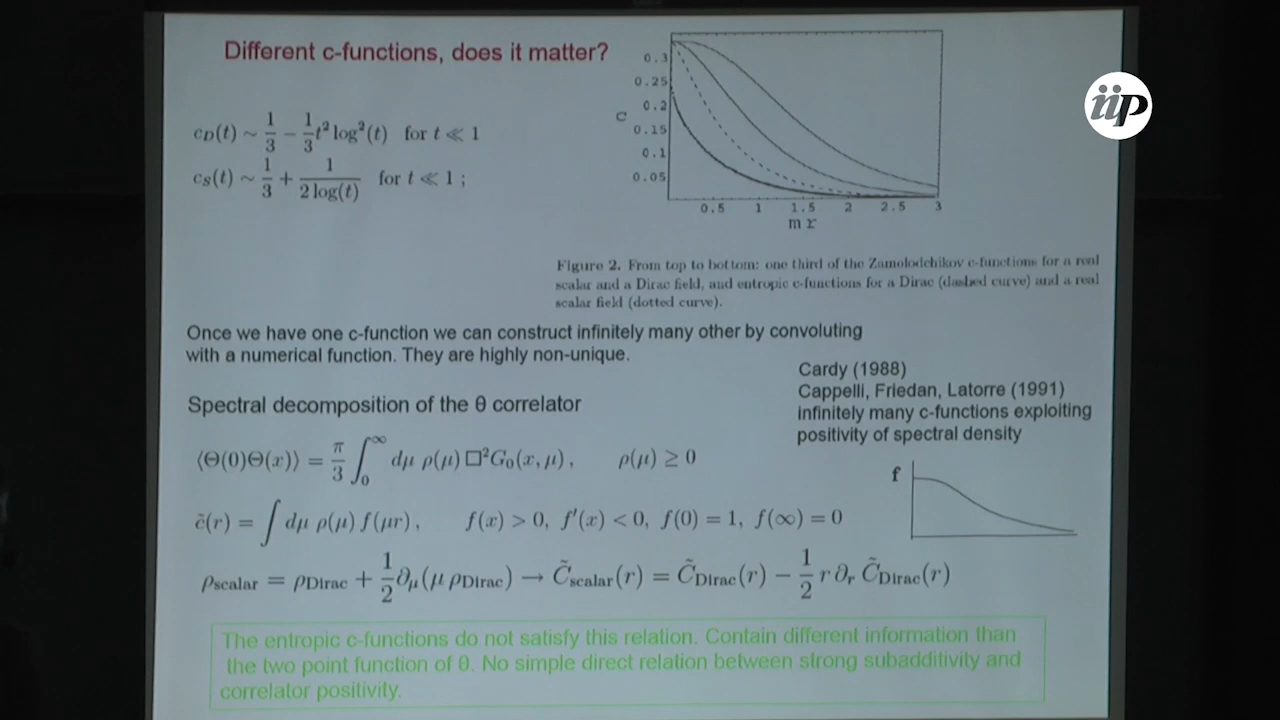 Different c-functions, does it matter?
c_D(t) ∼ 1/3 − 1/3 t² log²(t) for t ≪ 1
c_S(t) ∼ 1/3 + 1/(2 log(t)) for t ≪ 1 ;
0.3
0.25
0.2
c
0.15
0.1
0.05
0.5 1 1.5 2 2.5 3
m r
iip
Figure 2. From top to bottom: one third of the Zamolodchikov c-functions for a real
scalar and a Dirac field, and entropic c-functions for a Dirac (dashed curve) and a real
scalar field (dotted curve).
Once we have one c-function we can construct infinitely many other by convoluting
with a numerical function. They are highly non-unique.
Cardy (1988)
Cappelli, Friedan, Latorre (1991)
infinitely many c-functions exploiting
positivity of spectral density
Spectral decomposition of the θ correlator
⟨Θ(0)Θ(x)⟩ = π/3 ∫₀^∞ dμ ρ(μ) □² G₀(x, μ) , ρ(μ) ≥ 0
f
c̃(r) = ∫ dμ ρ(μ) f(μr) , f(x) > 0, f′(x) < 0, f(0) = 1, f(∞) = 0
ρ_scalar = ρ_Dirac + 1/2 ∂_μ(μ ρ_Dirac) → C̃_scalar(r) = C̃_Dirac(r) − 1/2 r ∂_r C̃_Dirac(r)
The entropic c-functions do not satisfy this relation. Contain different information than
the two point function of θ. No simple direct relation between strong subadditivity and
correlator positivity.